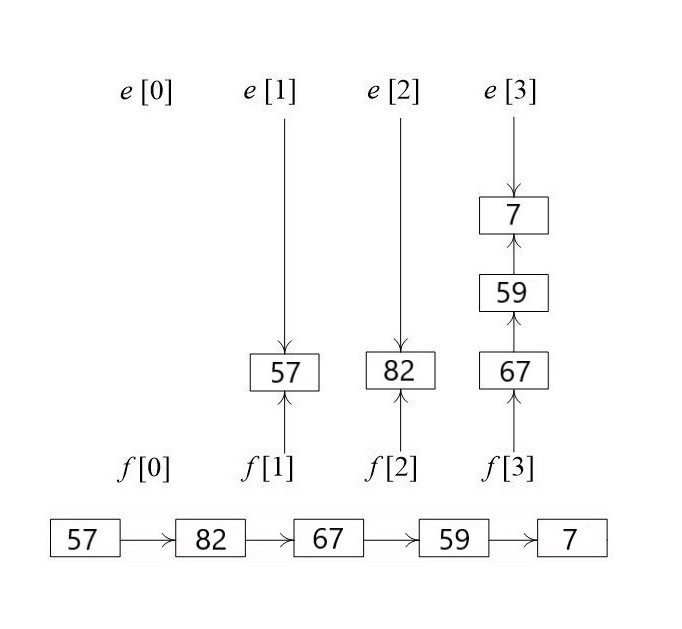 e [0] e [1] e [2] e [3]
7
59
57 82 67
f [0] f [1] f [2] f [3]
57 82 67 59 7